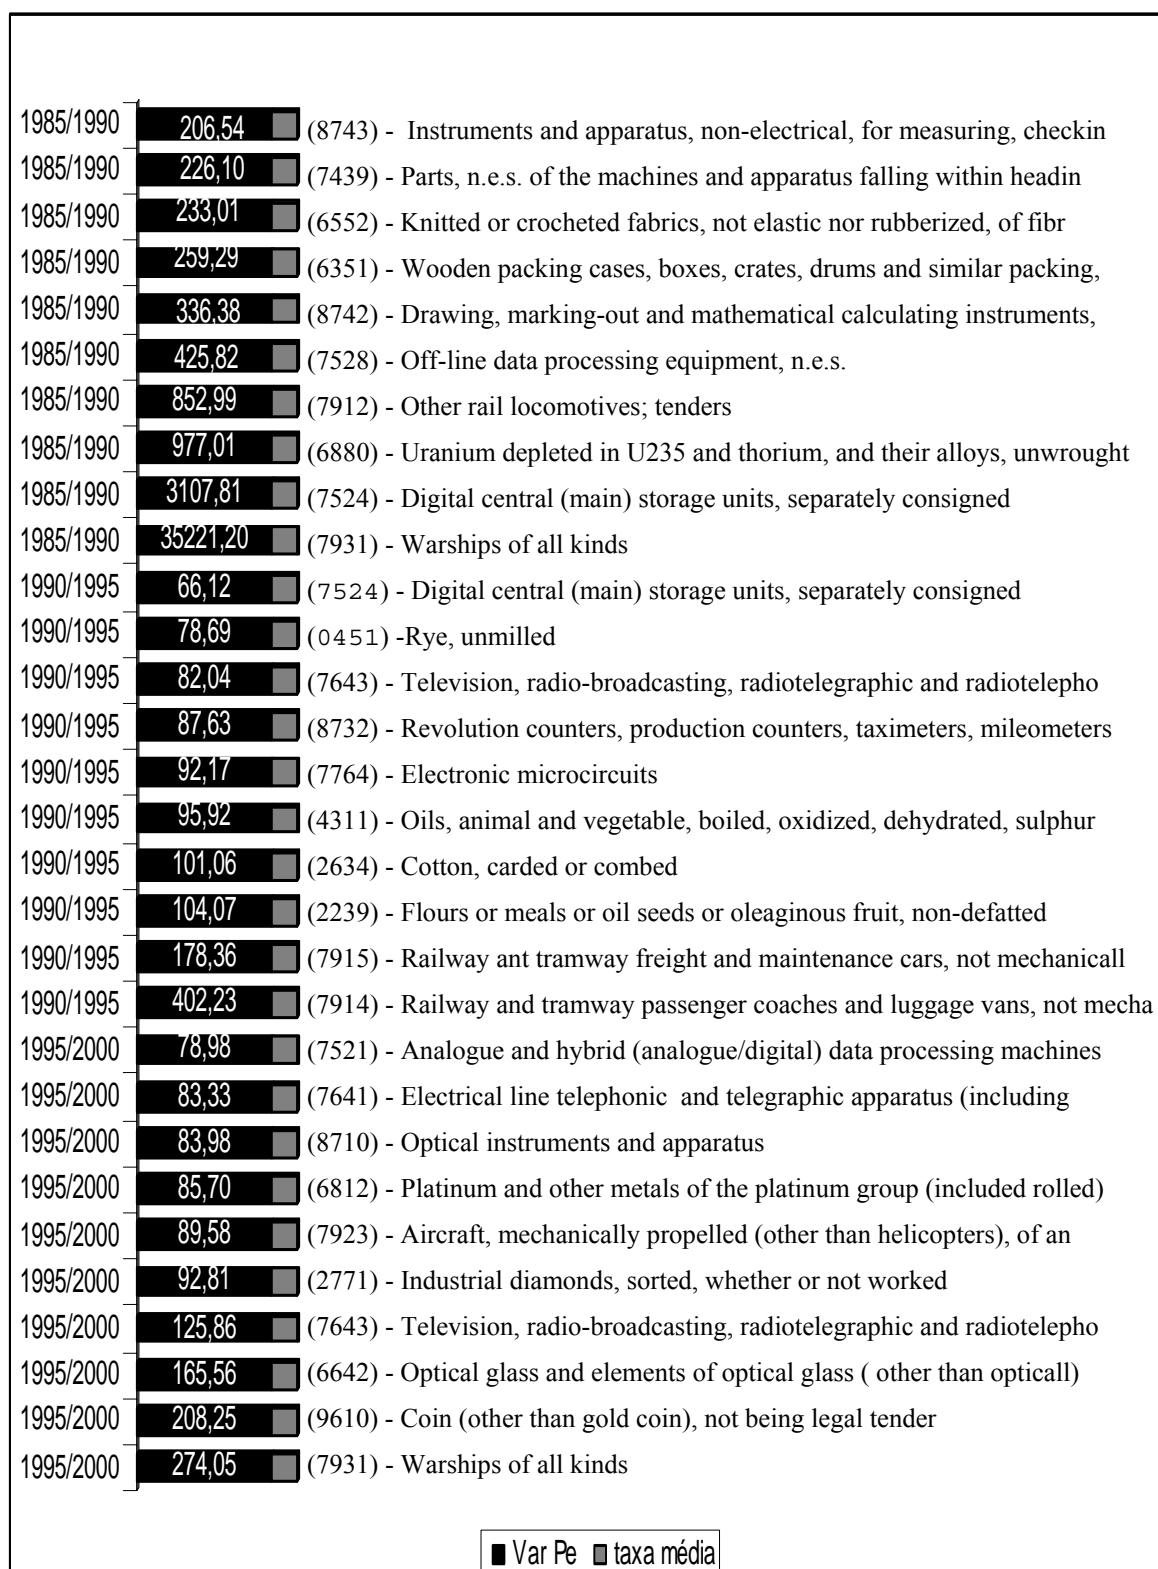 1985/1990 206,54 (8743) - Instruments and apparatus, non-electrical, for measuring, checkin
1985/1990 226,10 (7439) - Parts, n.e.s. of the machines and apparatus falling within headin
1985/1990 233,01 (6552) - Knitted or crocheted fabrics, not elastic nor rubberized, of fibr
1985/1990 259,29 (6351) - Wooden packing cases, boxes, crates, drums and similar packing,
1985/1990 336,38 (8742) - Drawing, marking-out and mathematical calculating instruments,
1985/1990 425,82 (7528) - Off-line data processing equipment, n.e.s.
1985/1990 852,99 (7912) - Other rail locomotives; tenders
1985/1990 977,01 (6880) - Uranium depleted in U235 and thorium, and their alloys, unwrought
1985/1990 3107,81 (7524) - Digital central (main) storage units, separately consigned
1985/1990 35221,20 (7931) - Warships of all kinds
1990/1995 66,12 (7524) - Digital central (main) storage units, separately consigned
1990/1995 78,69 (0451) -Rye, unmilled
1990/1995 82,04 (7643) - Television, radio-broadcasting, radiotelegraphic and radiotelepho
1990/1995 87,63 (8732) - Revolution counters, production counters, taximeters, mileometers
1990/1995 92,17 (7764) - Electronic microcircuits
1990/1995 95,92 (4311) - Oils, animal and vegetable, boiled, oxidized, dehydrated, sulphur
1990/1995 101,06 (2634) - Cotton, carded or combed
1990/1995 104,07 (2239) - Flours or meals or oil seeds or oleaginous fruit, non-defatted
1990/1995 178,36 (7915) - Railway ant tramway freight and maintenance cars, not mechanicall
1990/1995 402,23 (7914) - Railway and tramway passenger coaches and luggage vans, not mecha
1995/2000 78,98 (7521) - Analogue and hybrid (analogue/digital) data processing machines
1995/2000 83,33 (7641) - Electrical line telephonic and telegraphic apparatus (including
1995/2000 83,98 (8710) - Optical instruments and apparatus
1995/2000 85,70 (6812) - Platinum and other metals of the platinum group (included rolled)
1995/2000 89,58 (7923) - Aircraft, mechanically propelled (other than helicopters), of an
1995/2000 92,81 (2771) - Industrial diamonds, sorted, whether or not worked
1995/2000 125,86 (7643) - Television, radio-broadcasting, radiotelegraphic and radiotelepho
1995/2000 165,56 (6642) - Optical glass and elements of optical glass ( other than opticall)
1995/2000 208,25 (9610) - Coin (other than gold coin), not being legal tender
1995/2000 274,05 (7931) - Warships of all kinds
Var Pe taxa média